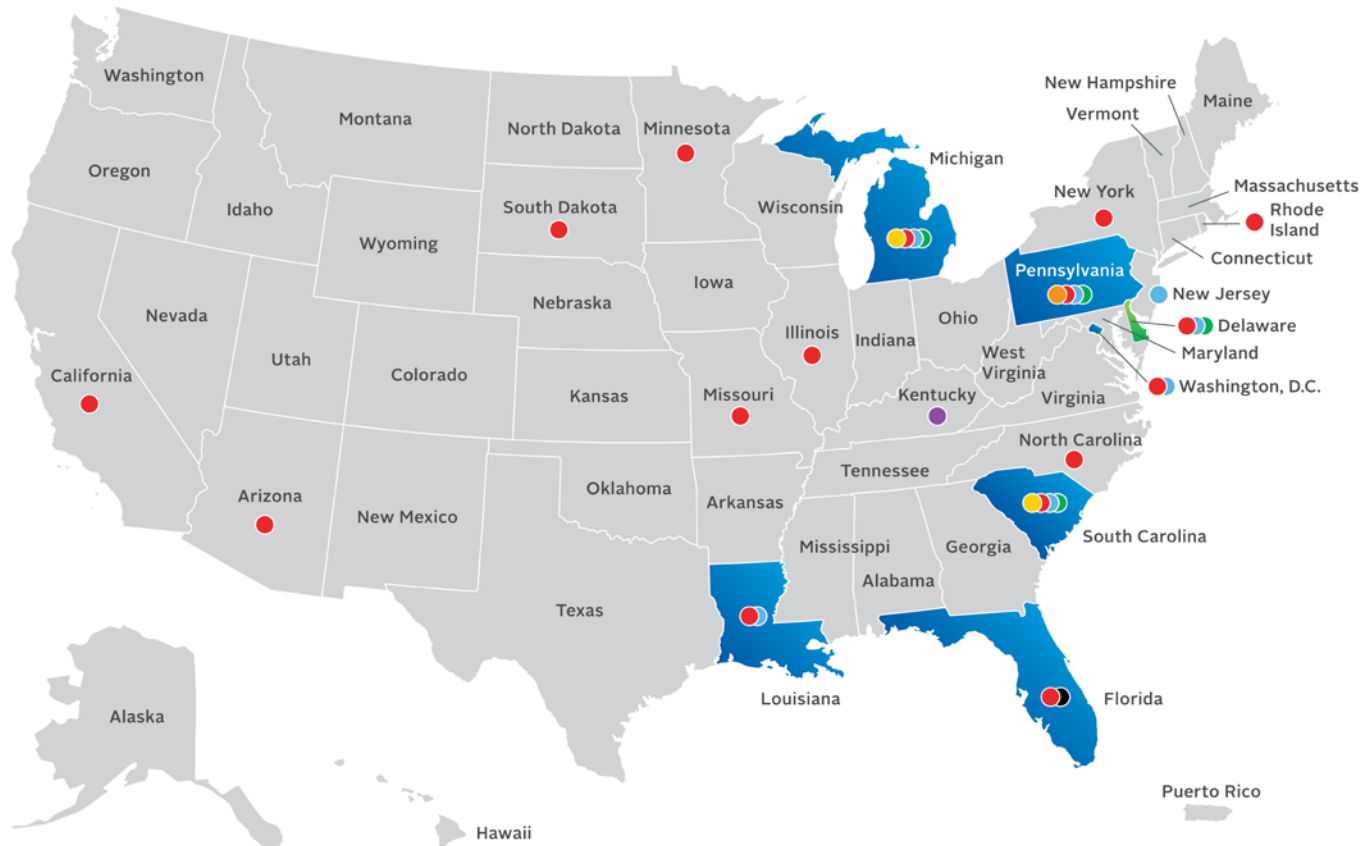 Washington
Montana
North Dakota
Minnesota
New Hampshire
Vermont
Maine
Oregon
Idaho
South Dakota
Wisconsin
Michigan
New York
Massachusetts
Rhode
Island
Connecticut
Wyoming
Nebraska
Iowa
Pennsylvania
New Jersey
Delaware
Maryland
Washington, D.C.
Nevada
Utah
Colorado
Kansas
Illinois
Indiana
Ohio
West
Virginia
Virginia
California
Missouri
Kentucky
North Carolina
Tennessee
Arizona
New Mexico
Oklahoma
Arkansas
Mississippi
Alabama
Georgia
South Carolina
Texas
Louisiana
Florida
Alaska
Hawaii
Puerto Rico